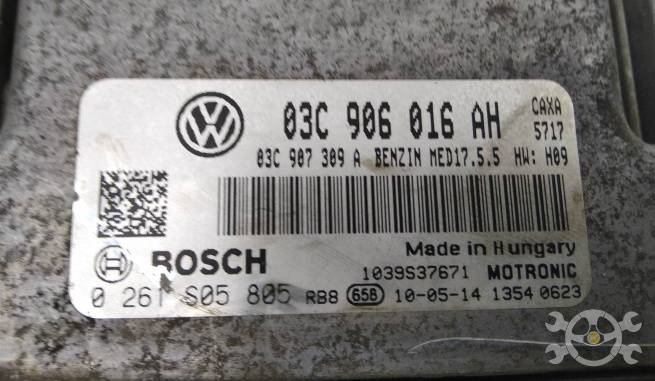 03C 906 016 AH CAXA
5717
03C 907 309 A BENZIN MED17.5.5 HW: H09
Made in Hungary
BOSCH 1039S37671 MOTRONIC
0 261 S05 805 RB8 658 10-05-14 1354 0623